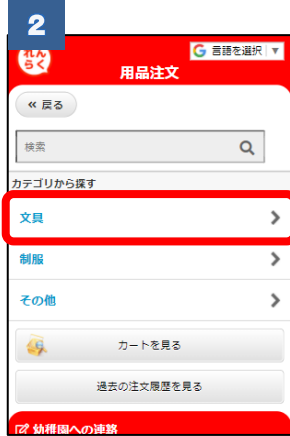 2
れん
らく
G 言語を選択 ▼
用品注文
« 戻る
検索
カテゴリから探す
文具
制服
その他
カートを見る
過去の注文履歴を見る
幼稚園への連絡